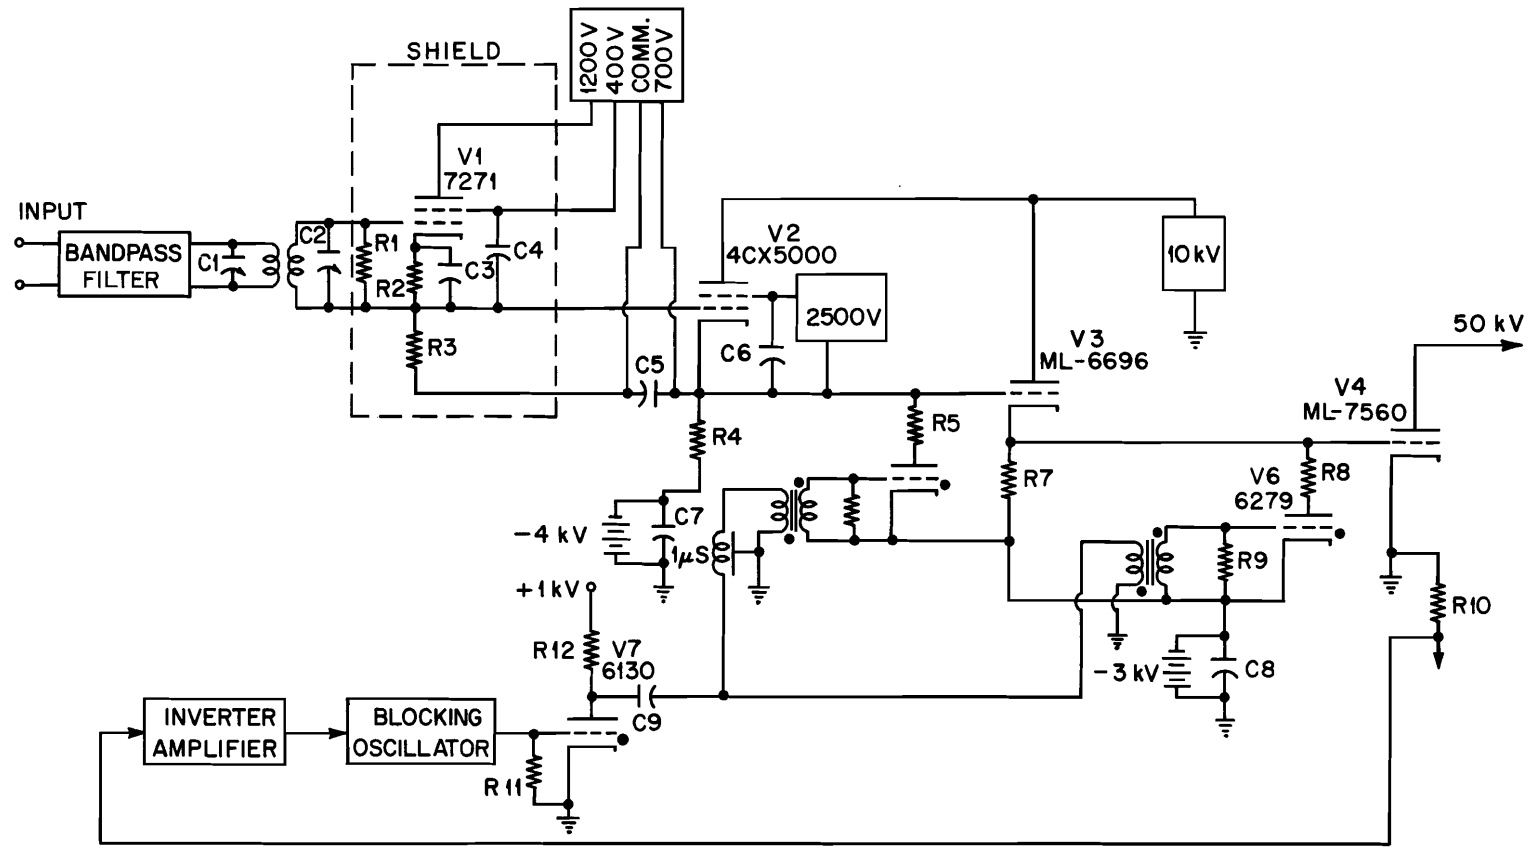 SHIELD
1200V
400V
COMM.
700V
V1
7271
INPUT
BANDPASS
FILTER
C1
C2
R1
R2
C3
C4
R3
V2
4CX5000
2500V
C6
C5
10kV
V3
ML-6696
50 kV
V4
ML-7560
R4
R5
R7
V6
6279
R8
-4 kV
C7
1μS
R9
R10
+1 kV
R12
V7
6130
C9
-3 kV
C8
INVERTER
AMPLIFIER
BLOCKING
OSCILLATOR
R11